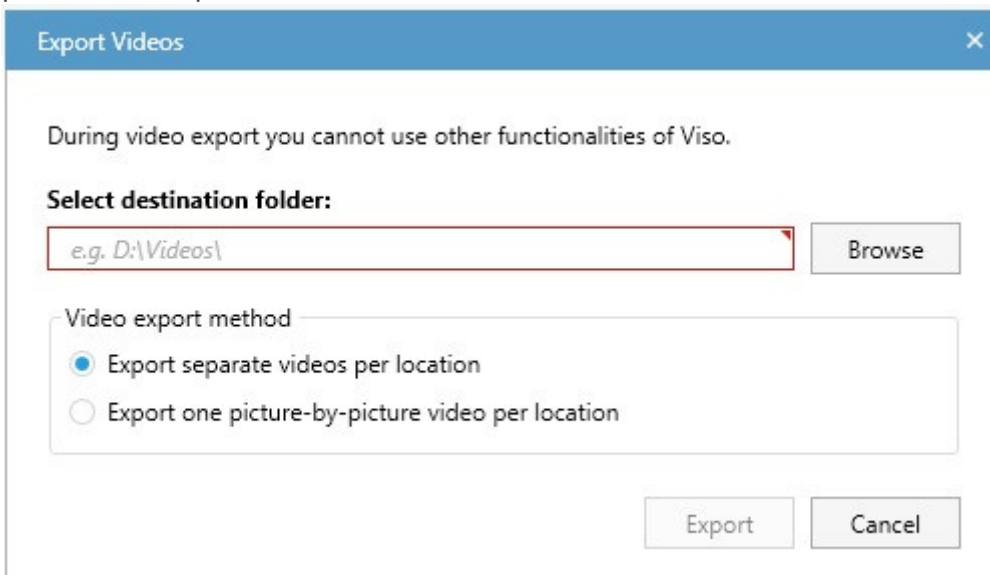 Export Videos
During video export you cannot use other functionalities of Viso.
Select destination folder:
e.g. D:\Videos\
Browse
Video export method
Export separate videos per location
Export one picture-by-picture video per location
Export
Cancel